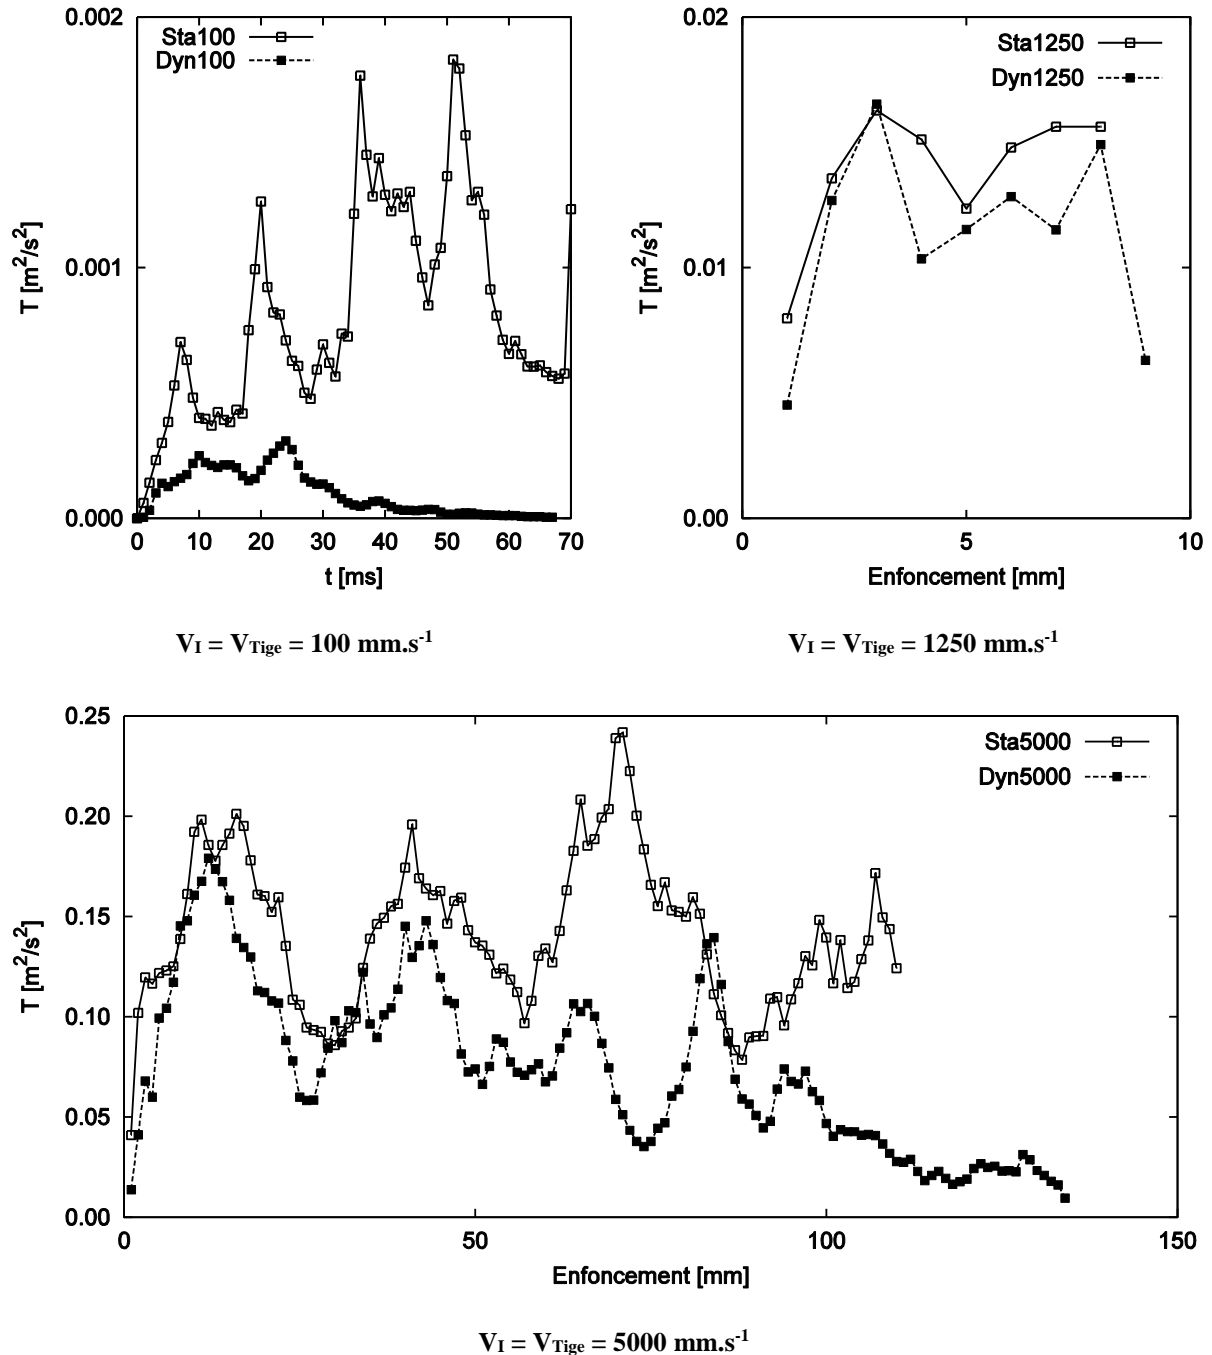 0.002
Sta100
Dyn100
T [m²/s²]
0.001
0.000
0 10 20 30 40 50 60 70
t [ms]
V_I = V_Tige = 100 mm.s⁻¹
0.02
Sta1250
Dyn1250
T [m²/s²]
0.01
0.00
0 5 10
Enfoncement [mm]
V_I = V_Tige = 1250 mm.s⁻¹
0.25
Sta5000
Dyn5000
0.20
0.15
T [m²/s²]
0.10
0.05
0.00
0 50 100 150
Enfoncement [mm]
V_I = V_Tige = 5000 mm.s⁻¹